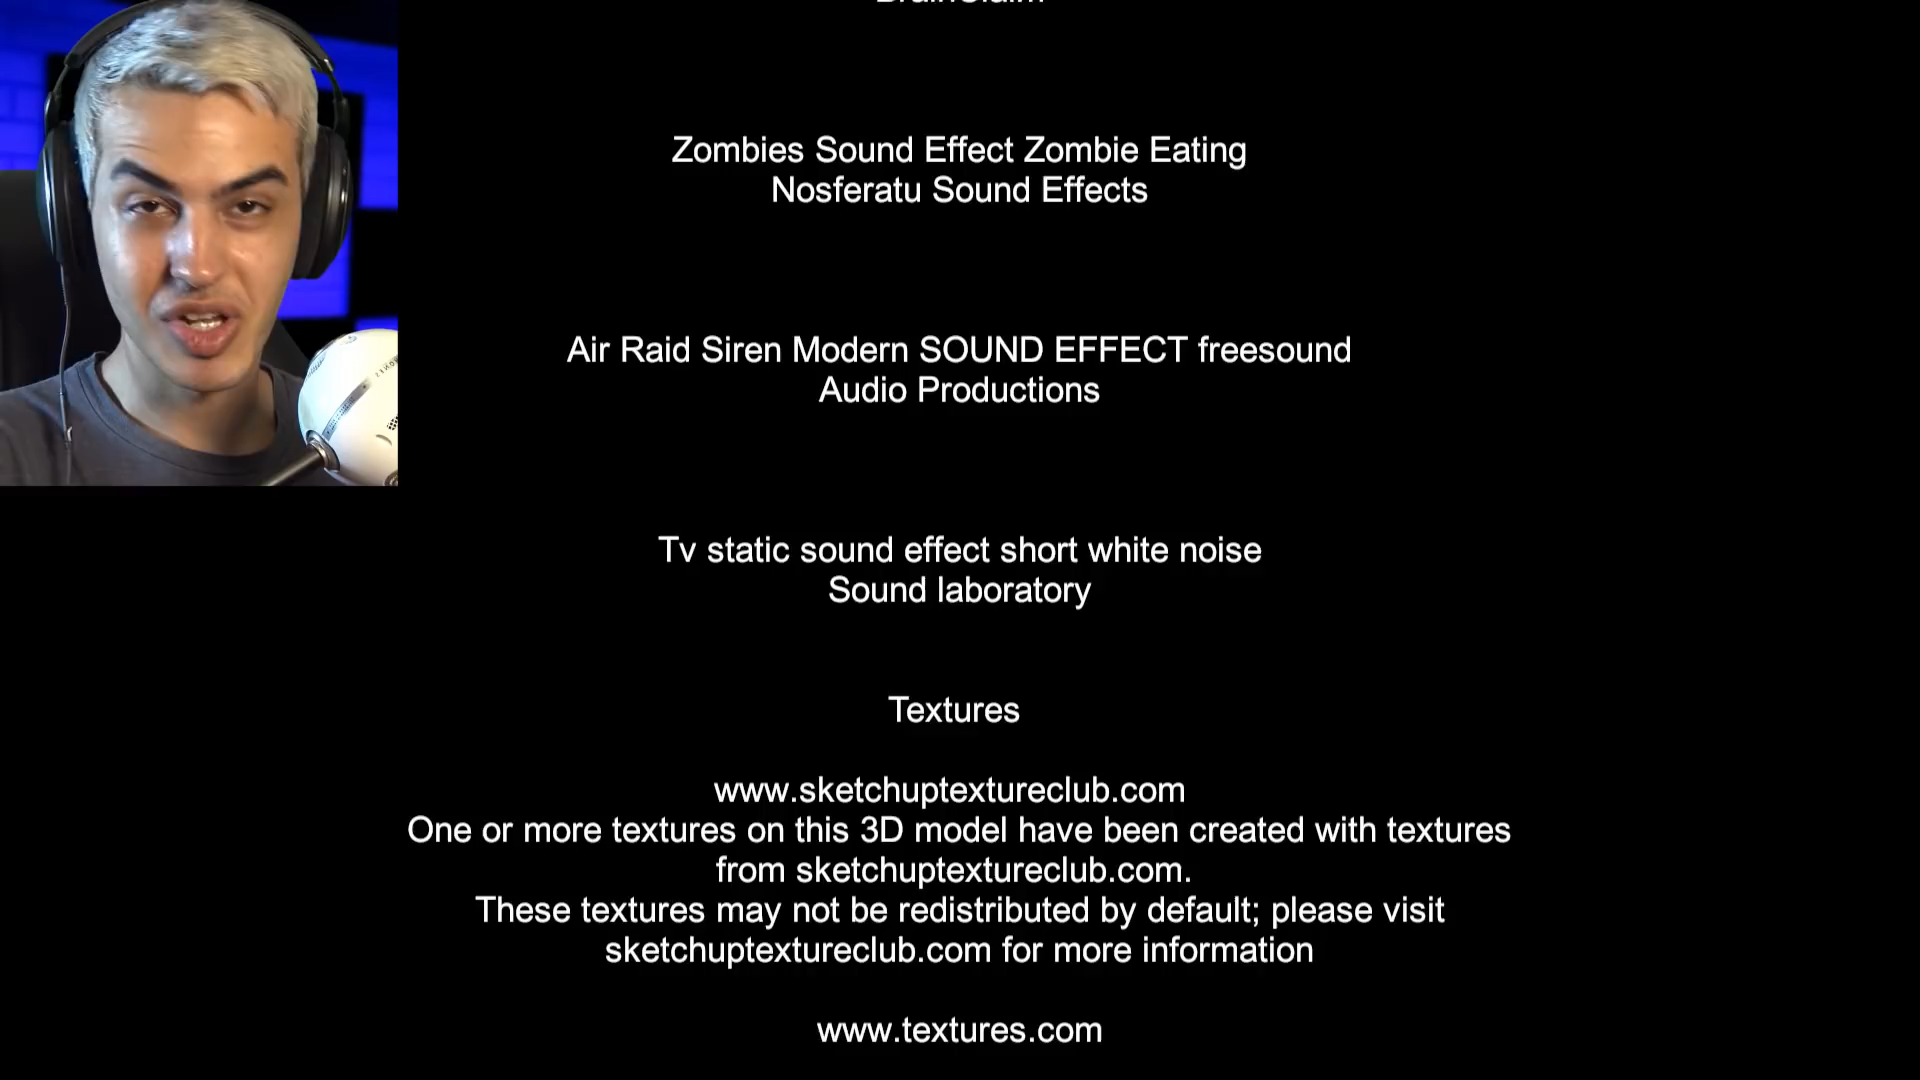 Zombies Sound Effect Zombie Eating
Nosferatu Sound Effects
Air Raid Siren Modern SOUND EFFECT freesound
Audio Productions
Tv static sound effect short white noise
Sound laboratory
Textures
www.sketchuptextureclub.com
One or more textures on this 3D model have been created with textures
from sketchuptextureclub.com.
These textures may not be redistributed by default; please visit
sketchuptextureclub.com for more information
www.textures.com